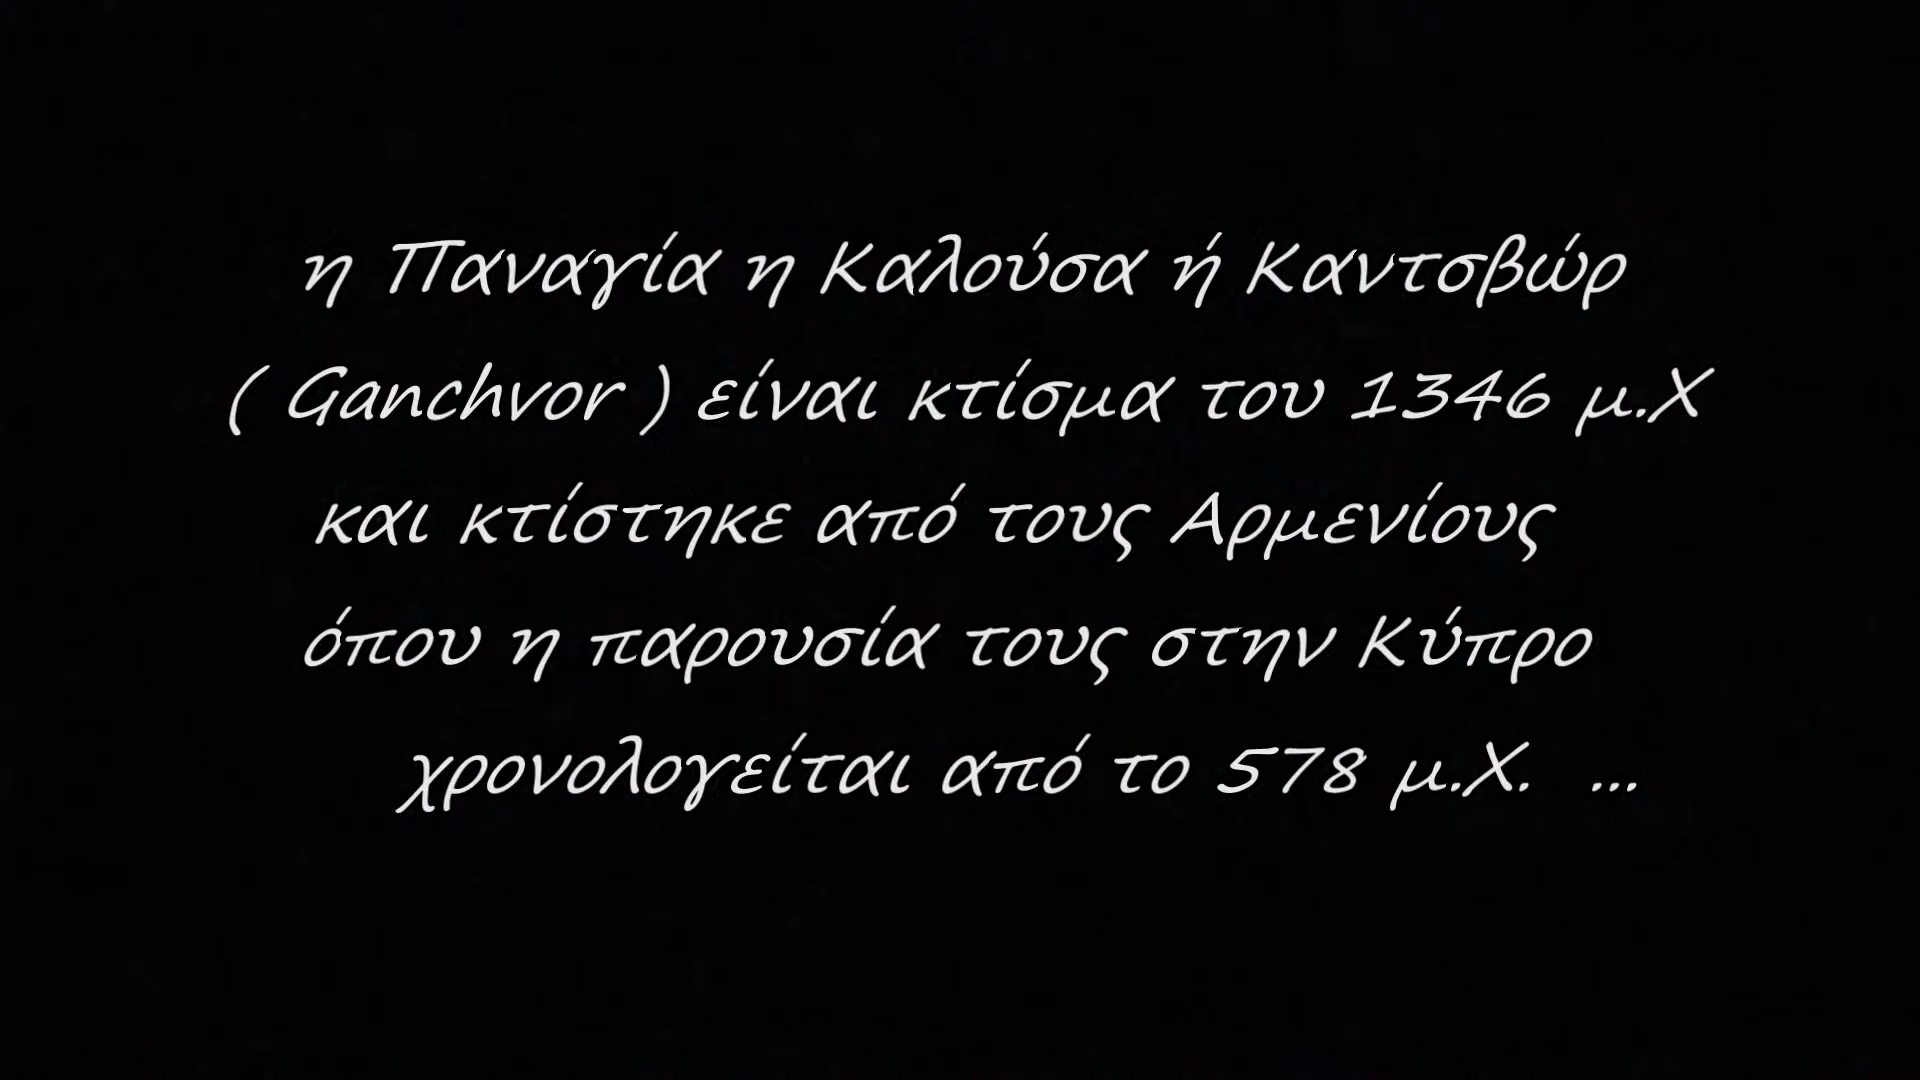 η Παναγία η Καλούσα ή Καντσβώρ
( Ganchvor ) είναι κτίσμα του 1346 μ.Χ
και κτίστηκε από τους Αρμενίους
όπου η παρουσία τους στην Κύπρο
χρονολογείται από το 578 μ.Χ. ...